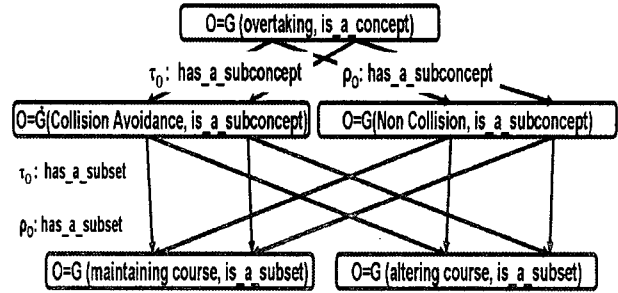 O=G (overtaking, is_a_concept)
τ0: has_a_subconcept ρ0: has_a_subconcept
O=Ġ(Collision Avoidance, is_a_subconcept) O=G(Non Collision, is_a_subconcept)
τ0: has_a_subset
ρ0: has_a_subset
O=G (maintaining course, is_a_subset) O=G (altering course, is_a_subset)